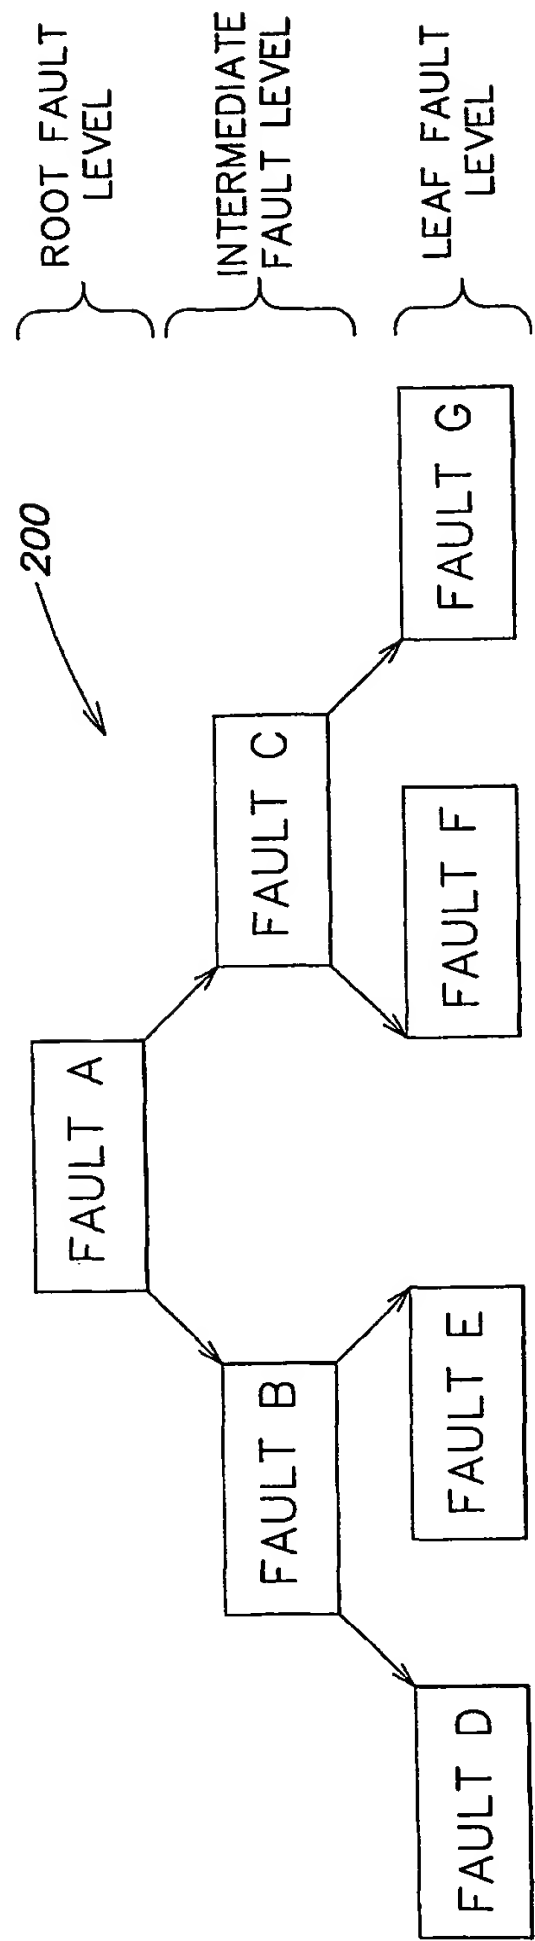 200
FAULT A
ROOT FAULT
LEVEL
FAULT B
FAULT C
INTERMEDIATE
FAULT LEVEL
FAULT D
FAULT E
FAULT F
FAULT G
LEAF FAULT
LEVEL